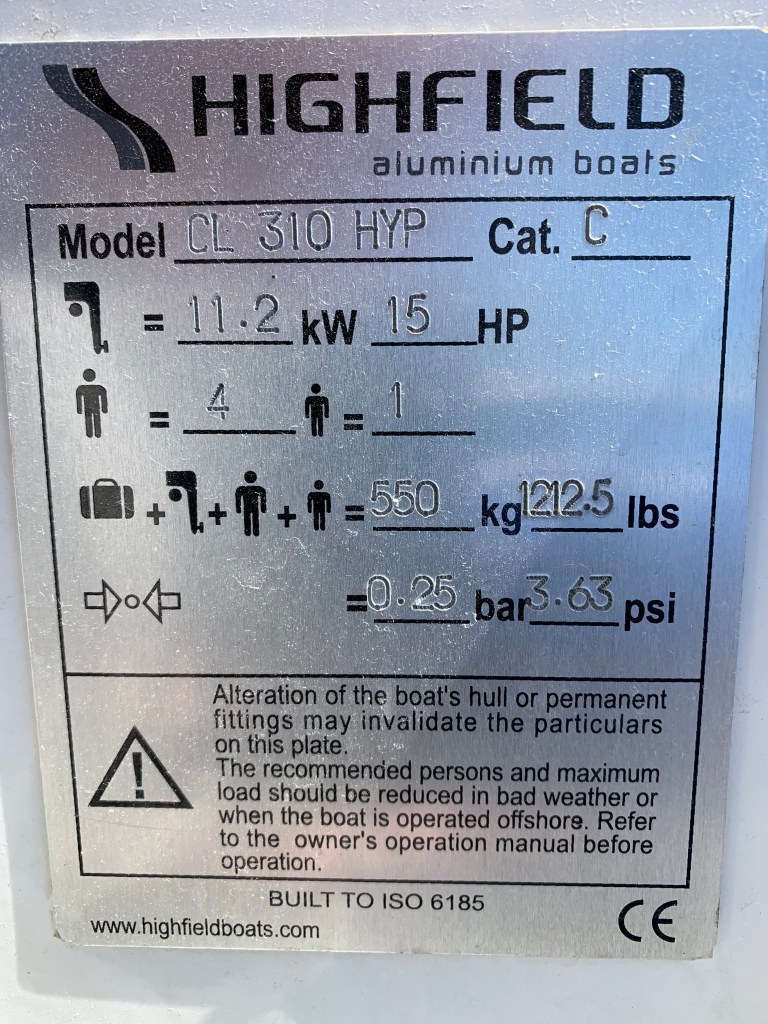 HIGHFIELD
aluminium boats
Model CL 310 HYP Cat. C
= 11.2 kW 15 HP
= 4 = 1
+ + + = 550 kg 1212.5 lbs
= 0.25 bar 3.63 psi
Alteration of the boat's hull or permanent
fittings may invalidate the particulars
on this plate.
The recommended persons and maximum
load should be reduced in bad weather or
when the boat is operated offshore. Refer
to the owner's operation manual before
operation.
BUILT TO ISO 6185
www.highfieldboats.com CE